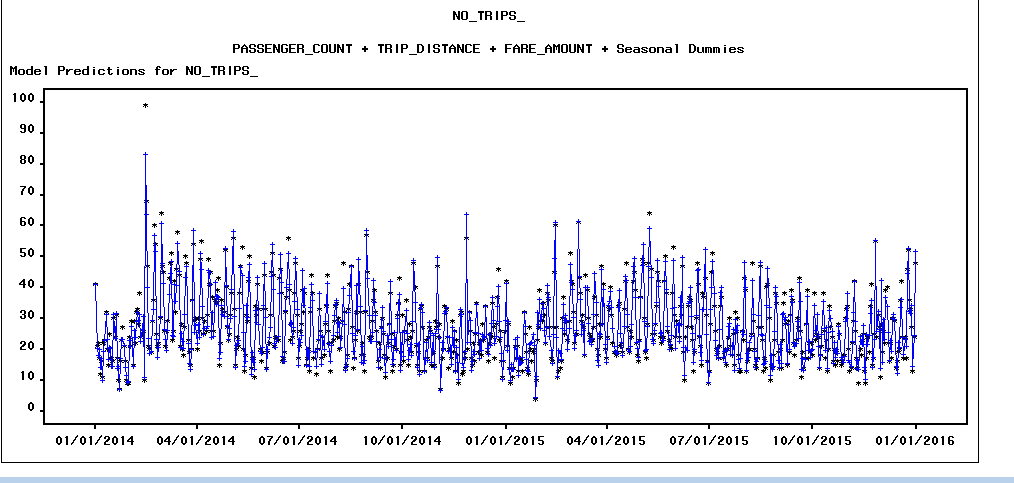 NO_TRIPS_
PASSENGER_COUNT + TRIP_DISTANCE + FARE_AMOUNT + Seasonal Dummies
Model Predictions for NO_TRIPS_
100
90
80
70
60
50
40
30
20
10
0
01/01/2014 04/01/2014 07/01/2014 10/01/2014 01/01/2015 04/01/2015 07/01/2015 10/01/2015 01/01/2016